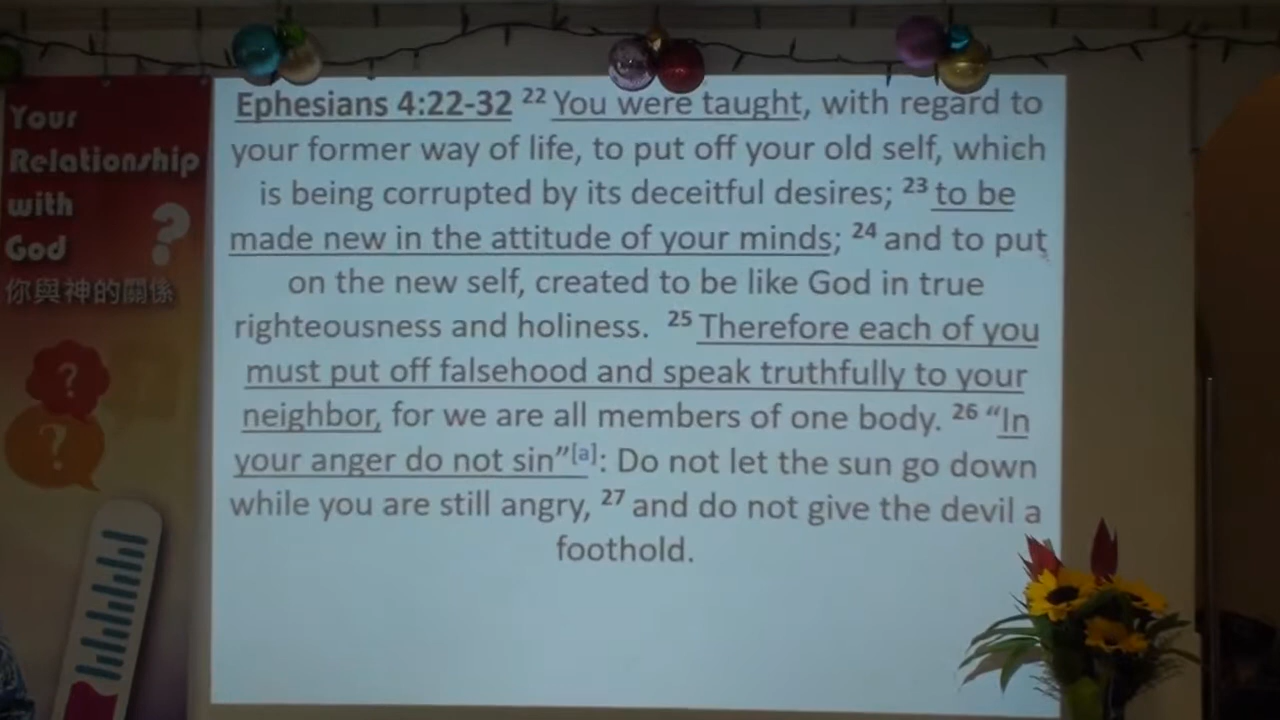 Your
Relationship
with
God
?
你與神的關係
?
?
Ephesians 4:22-32 ²² You were taught, with regard to
your former way of life, to put off your old self, which
is being corrupted by its deceitful desires; ²³ to be
made new in the attitude of your minds; ²⁴ and to put
on the new self, created to be like God in true
righteousness and holiness. ²⁵ Therefore each of you
must put off falsehood and speak truthfully to your
neighbor, for we are all members of one body. ²⁶ “In
your anger do not sin”[a]: Do not let the sun go down
while you are still angry, ²⁷ and do not give the devil a
foothold.